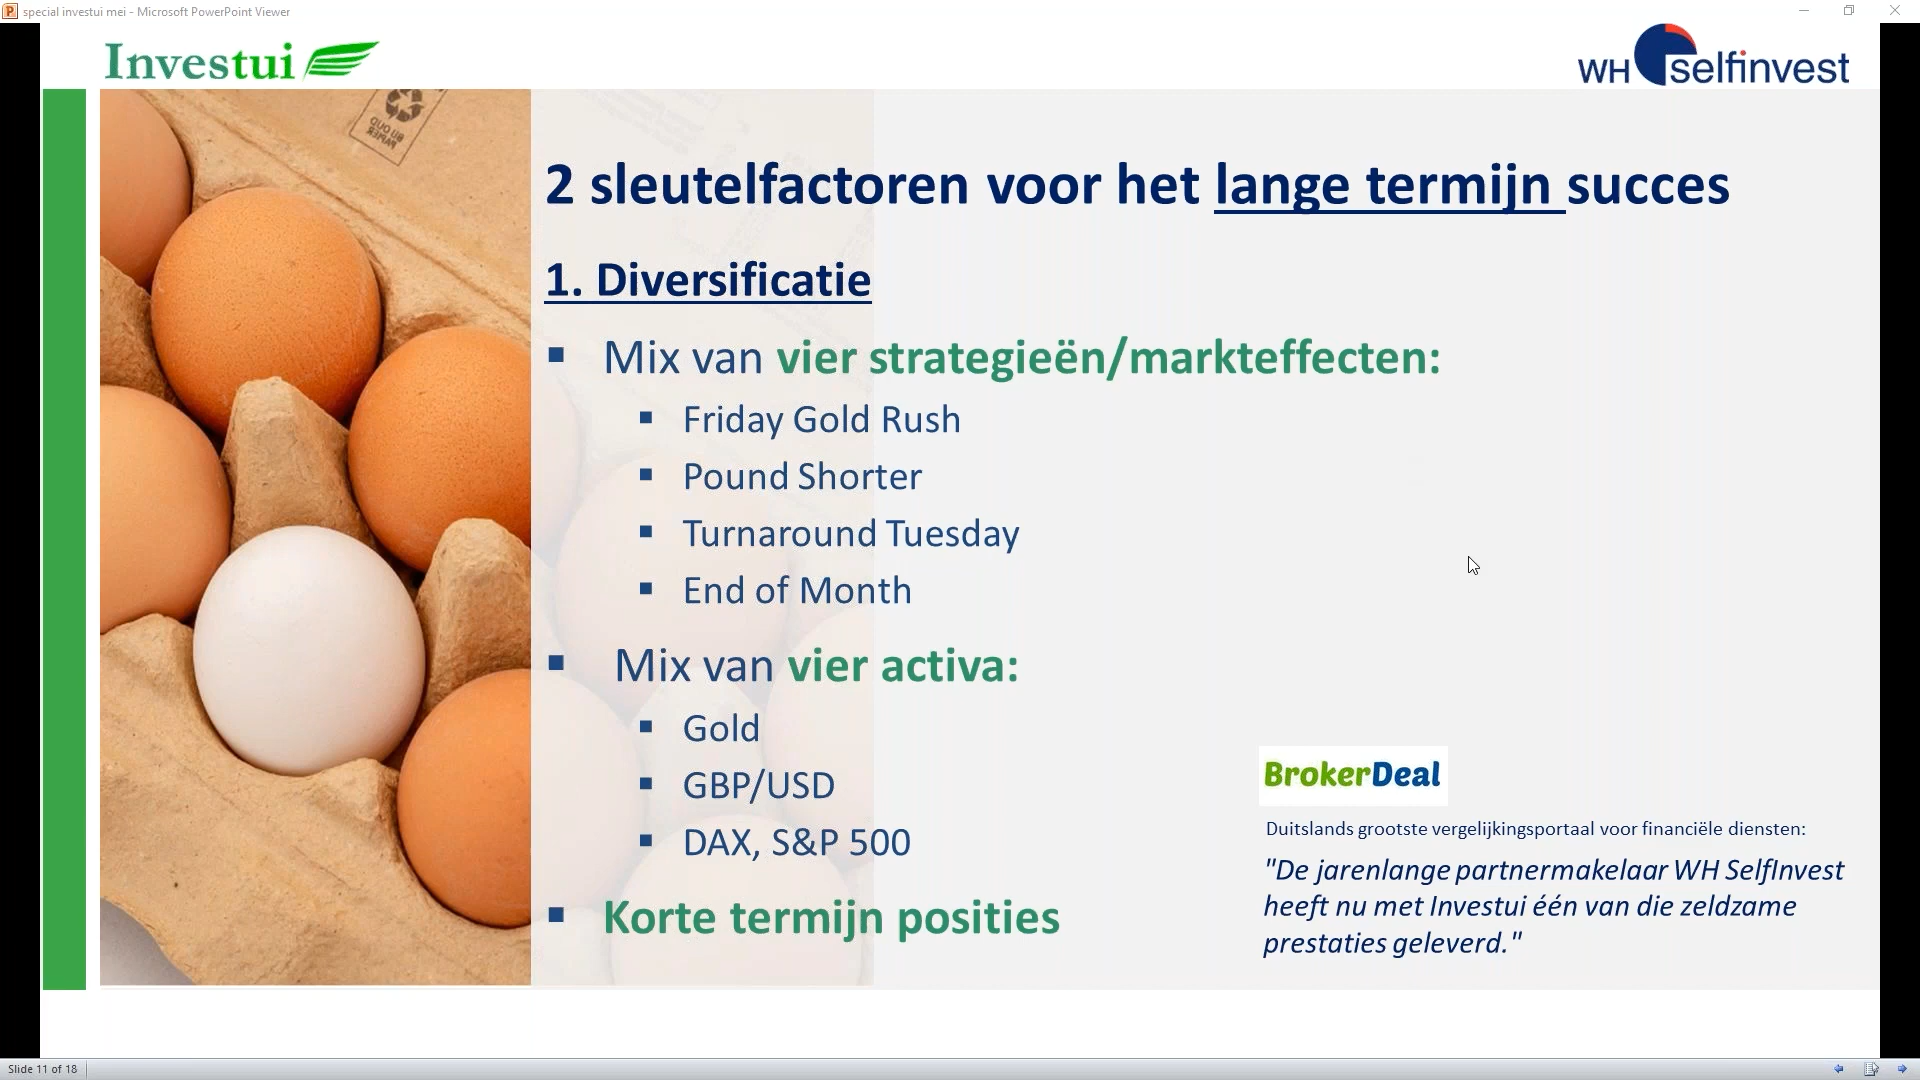 special investui mei - Microsoft PowerPoint Viewer
Investui
WH selfinvest
BIJ OUD
PAPIER
2 sleutelfactoren voor het lange termijn succes
1. Diversificatie
Mix van vier strategieën/markteffecten:
Friday Gold Rush
Pound Shorter
Turnaround Tuesday
End of Month
Mix van vier activa:
Gold
GBP/USD
DAX, S&P 500
Korte termijn posities
BrokerDeal
Duitslands grootste vergelijkingsportaal voor financiële diensten:
"De jarenlange partnermakelaar WH SelfInvest
heeft nu met Investui één van die zeldzame
prestaties geleverd."
Slide 11 of 18